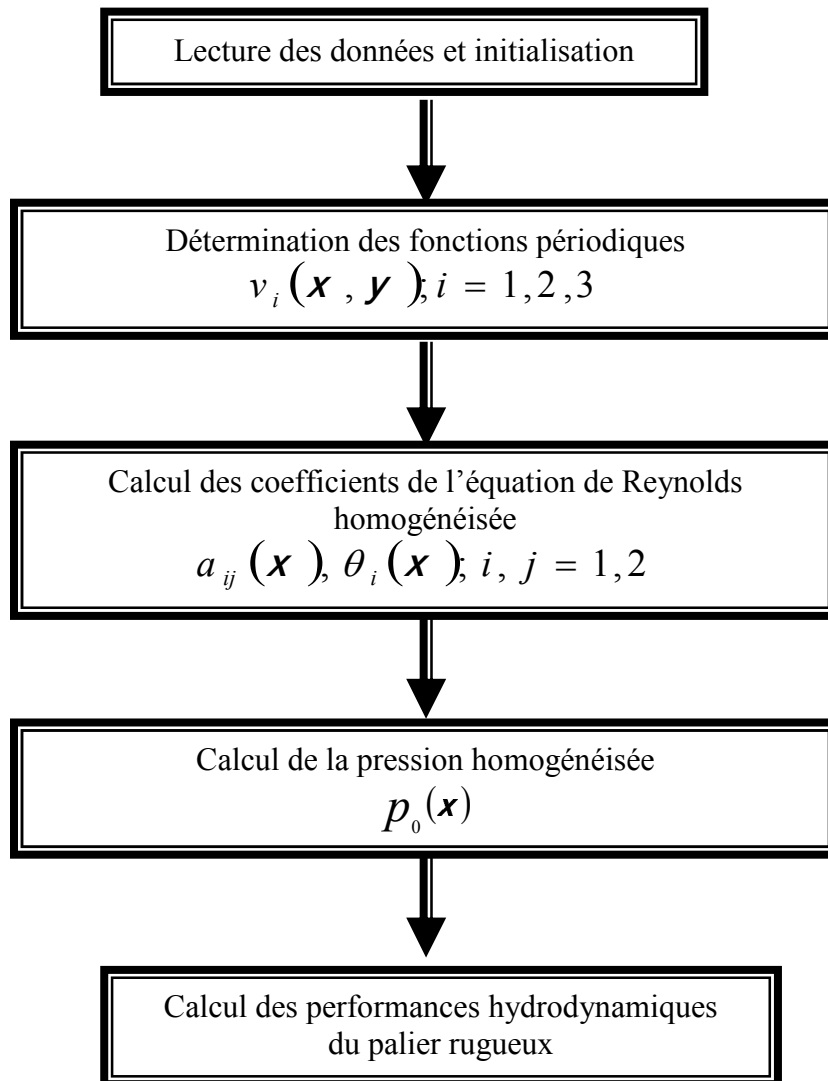 Lecture des données et initialisation
Détermination des fonctions périodiques
v_i (x , y ); i = 1,2,3
Calcul des coefficients de l’équation de Reynolds
homogénéisée
a_ij (x ), θ_i (x ); i, j = 1,2
Calcul de la pression homogénéisée
p_0(x)
Calcul des performances hydrodynamiques
du palier rugueux